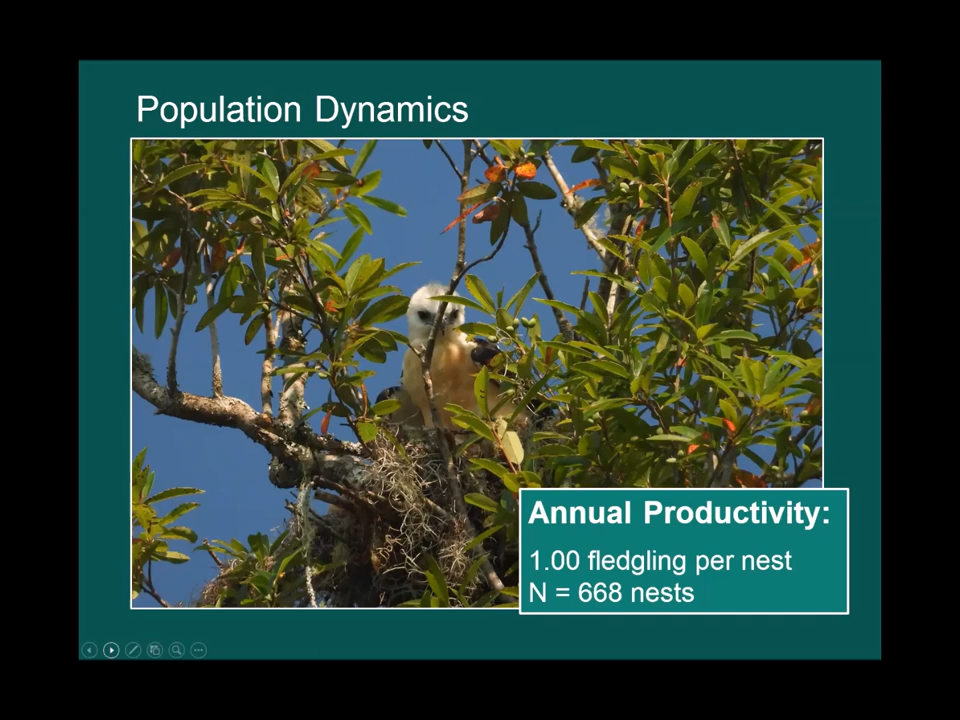 Population Dynamics
Annual Productivity:
1.00 fledgling per nest
N = 668 nests